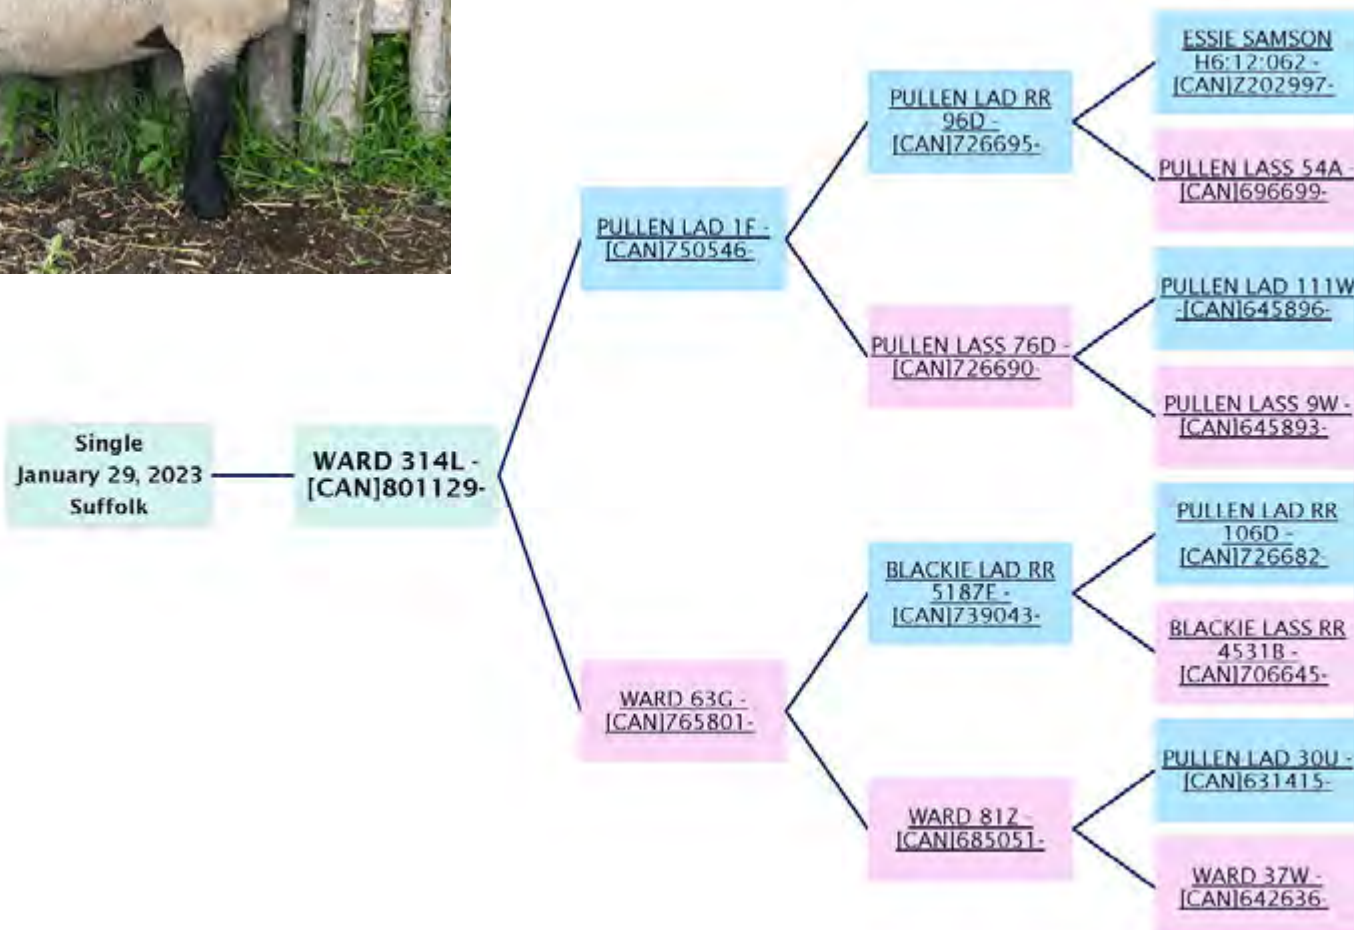 Single
January 29, 2023
Suffolk
WARD 314L -
[CAN]801129-
PULLEN LAD 1F -
[CAN]750546-
WARD 63G -
[CAN]765801-
PULLEN LAD RR
96D -
[CAN]726695-
PULLEN LASS 76D -
[CAN]726690-
BLACKIE LAD RR
5187E -
[CAN]739043-
WARD 81Z -
[CAN]685051-
ESSIE SAMSON
H6:12:062 -
[CAN]Z202997-
PULLEN LASS 54A -
[CAN]696699-
PULLEN LAD 111W
-[CAN]645896-
PULLEN LASS 9W -
[CAN]645893-
PULLEN LAD RR
106D -
[CAN]726682-
BLACKIE LASS RR
4531B -
[CAN]706645-
PULLEN LAD 30U -
[CAN]631415-
WARD 37W -
[CAN]642636-